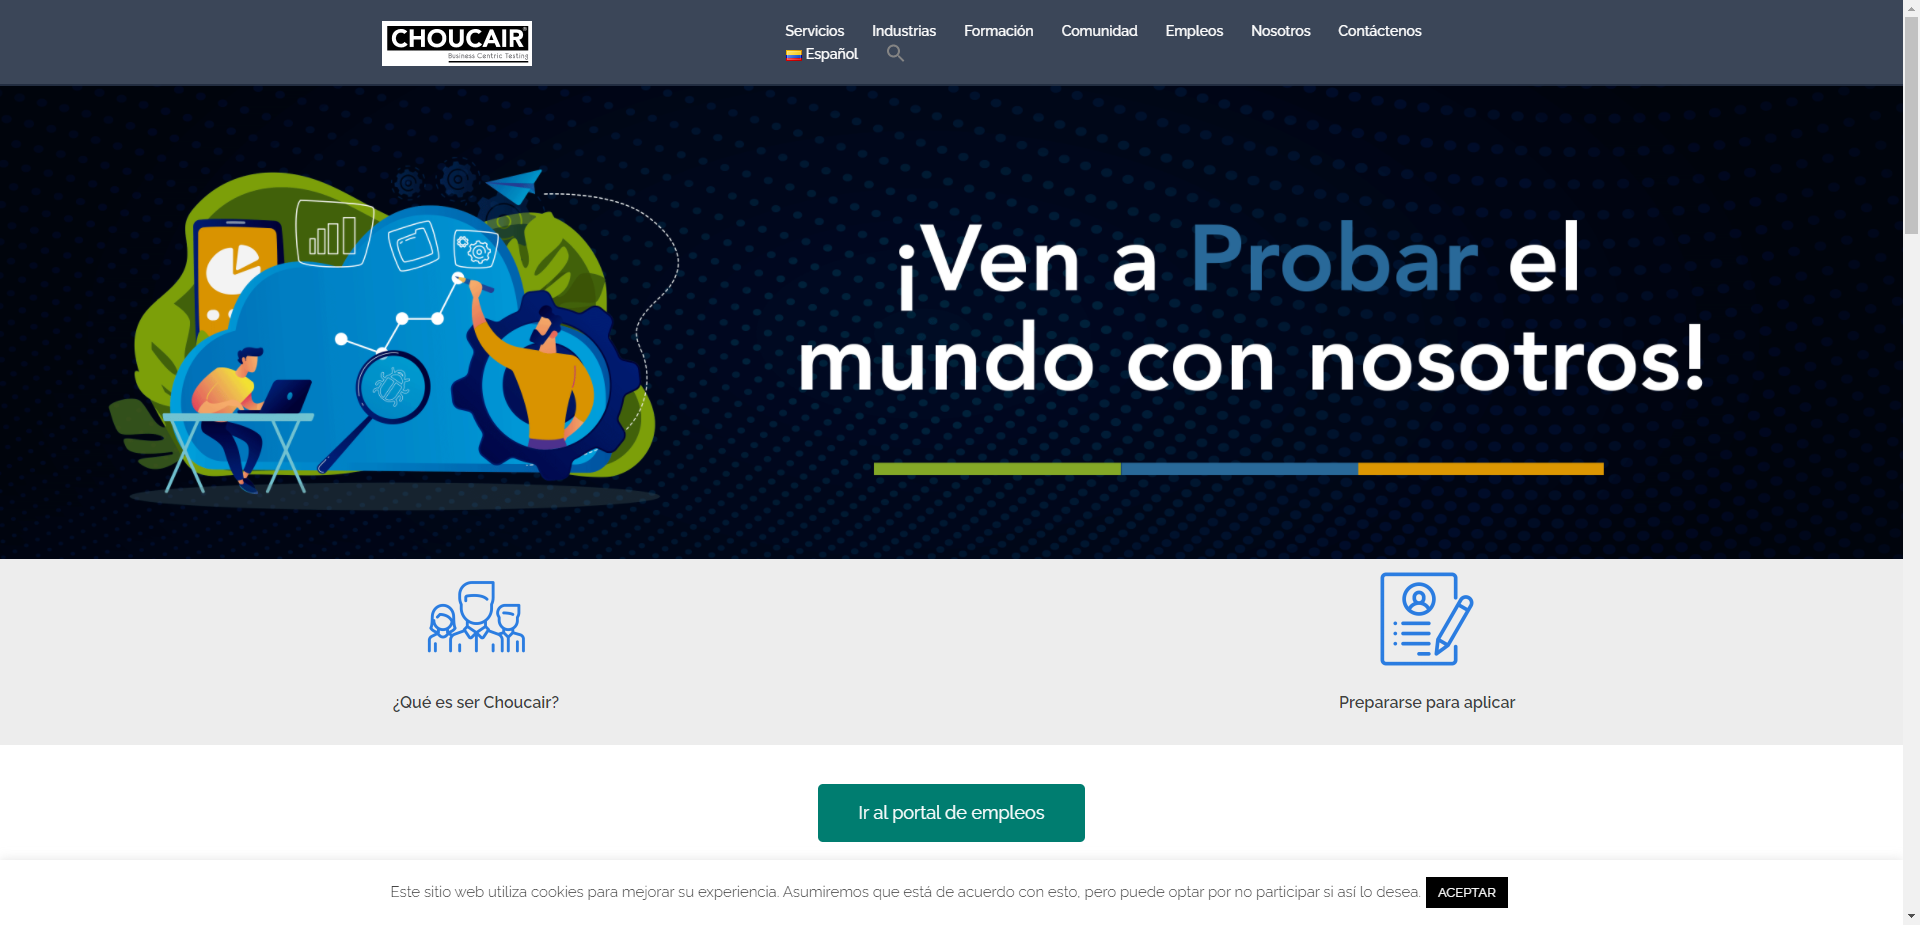 CHOUCAIR
Business Centric Testing
Servicios Industrias Formación Comunidad Empleos Nosotros Contáctenos
Español
¡Ven a Probar el
mundo con nosotros!
¿Qué es ser Choucair?
Prepararse para aplicar
Ir al portal de empleos
Este sitio web utiliza cookies para mejorar su experiencia. Asumiremos que está de acuerdo con esto, pero puede optar por no participar si así lo desea. ACEPTAR